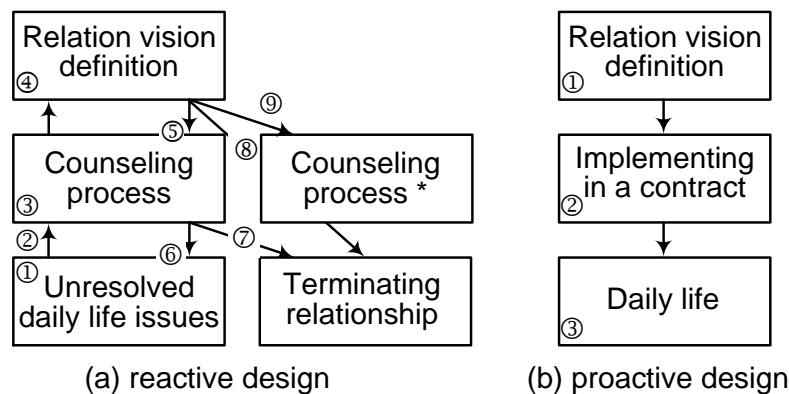 Relation vision
definition
④
⑤
⑨
⑧
Counseling
process
③
Counseling
process *
②
⑥
⑦
①
Unresolved
daily life issues
Terminating
relationship
(a) reactive design
Relation vision
definition
①
Implementing
in a contract
②
Daily life
③
(b) proactive design